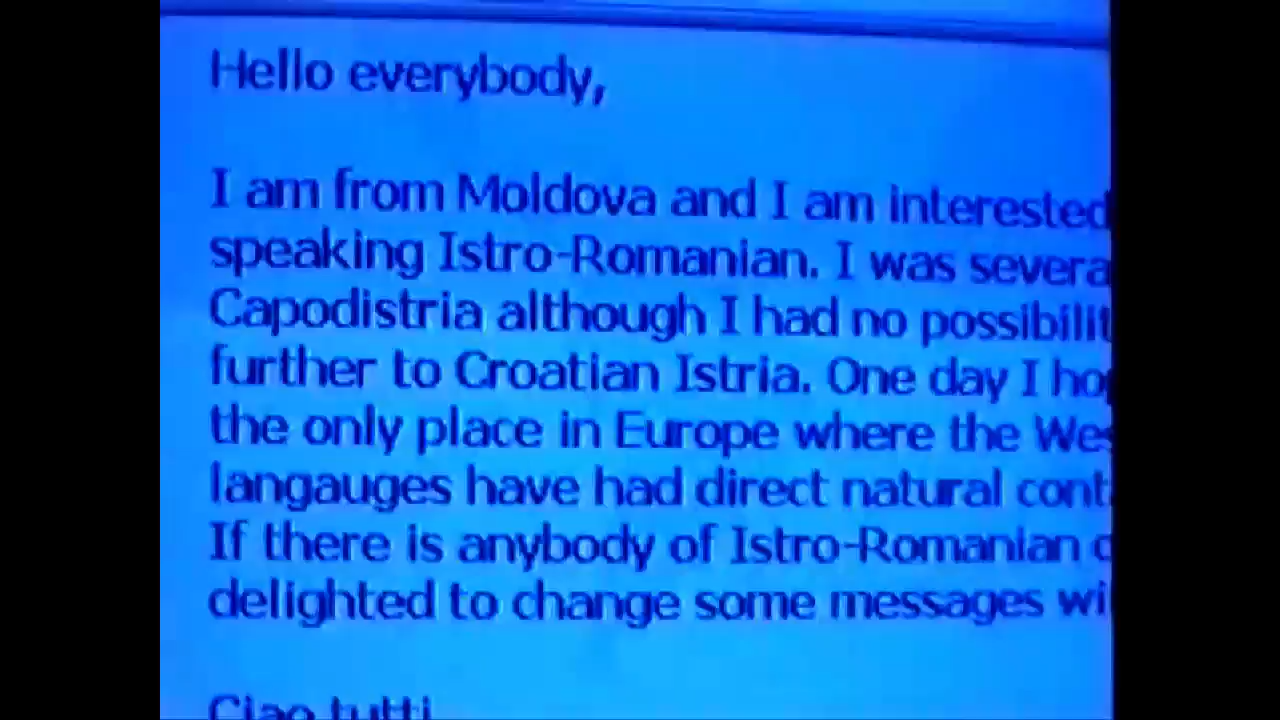 Hello everybody,
I am from Moldova and I am interested
speaking Istro-Romanian. I was severa
Capodistria although I had no possibilit
further to Croatian Istria. One day I ho
the only place in Europe where the Wes
langauges have had direct natural cont
If there is anybody of Istro-Romanian
delighted to change some messages wi
Ciao tutti